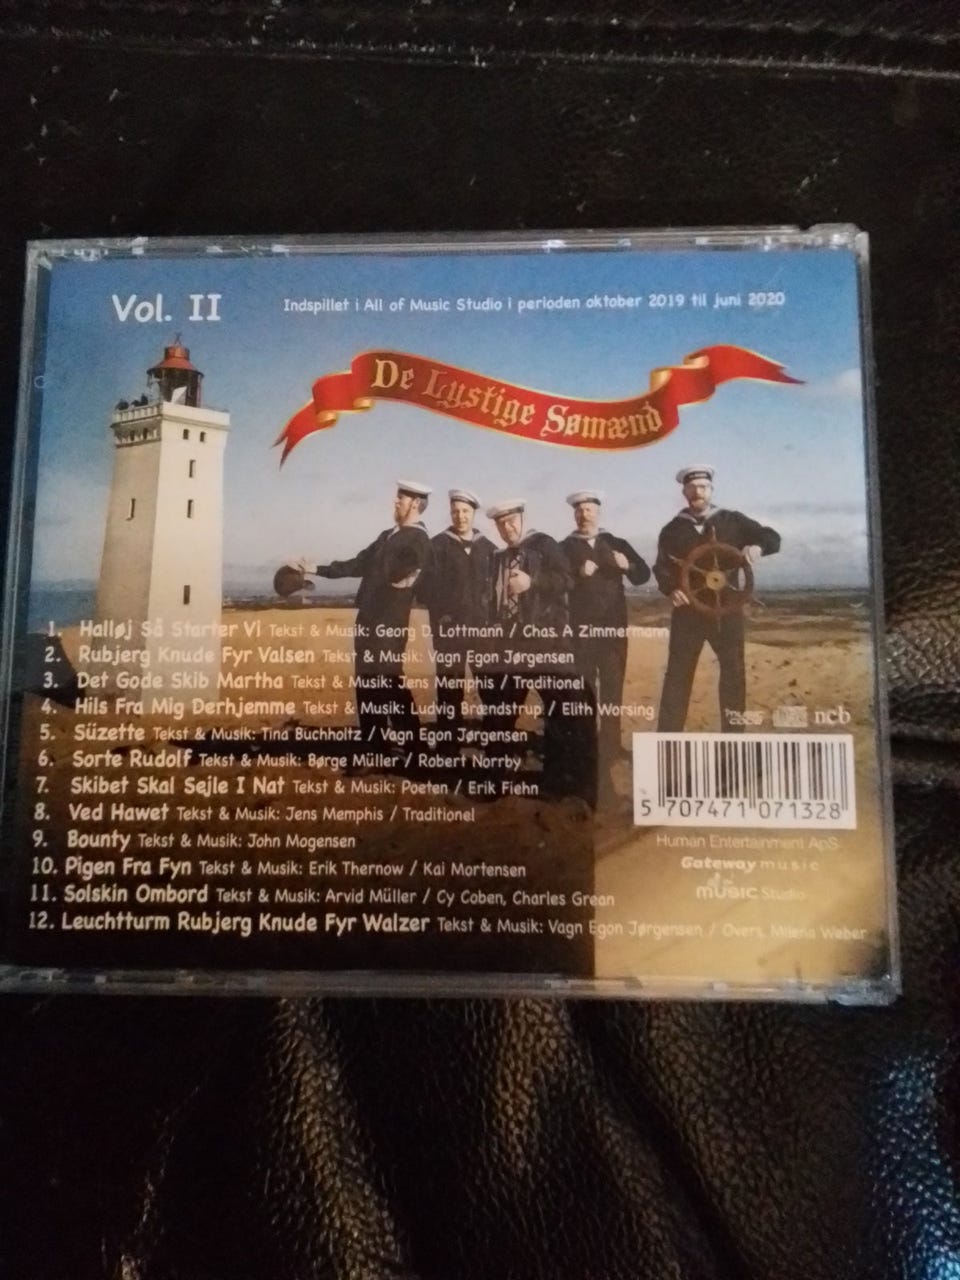 Vol. II
Indspillet i All of Music Studio i perioden oktober 2019 til juni 2020
De Lystige Sømænd
1. Halløj Så Starter Vi Tekst & Musik: Georg D. Lottmann / Chas. A Zimmermann
2. Rubjerg Knude Fyr Valsen Tekst & Musik: Vagn Egon Jørgensen
3. Det Gode Skib Martha Tekst & Musik: Jens Memphis / Traditionel
4. Hils Fra Mig Derhjemme Tekst & Musik: Ludvig Brændstrup / Elith Worsing
5. Süzette Tekst & Musik: Tina Buchholtz / Vagn Egon Jørgensen
6. Sorte Rudolf Tekst & Musik: Børge Müller / Robert Norrby
7. Skibet Skal Sejle I Nat Tekst & Musik: Poeten / Erik Fiehn
8. Ved Hawet Tekst & Musik: Jens Memphis / Traditionel
9. Bounty Tekst & Musik: John Mogensen
10. Pigen Fra Fyn Tekst & Musik: Erik Thernow / Kai Mortensen
11. Solskin Ombord Tekst & Musik: Arvid Müller / Cy Coben, Charles Grean
12. Leuchtturm Rubjerg Knude Fyr Walzer Tekst & Musik: Vagn Egon Jørgensen / Overs. Milena Weber
ncb
5 707471 071328
Human Entertainment ApS
Gateway music
music Studio